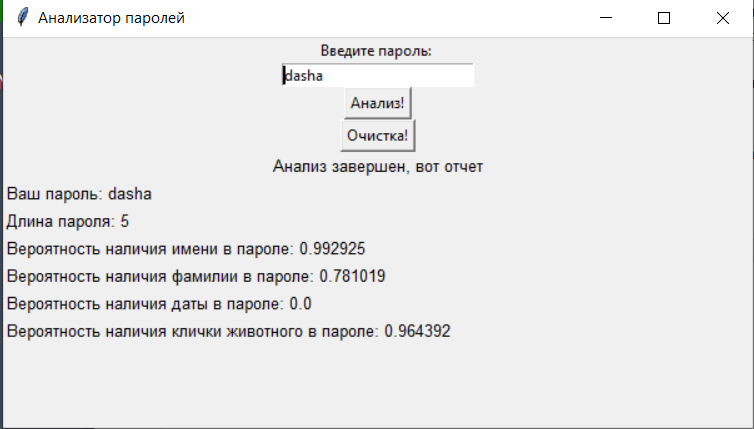 Анализатор паролей
Введите пароль:
dasha
Анализ!
Очистка!
Анализ завершен, вот отчет
Ваш пароль: dasha
Длина пароля: 5
Вероятность наличия имени в пароле: 0.992925
Вероятность наличия фамилии в пароле: 0.781019
Вероятность наличия даты в пароле: 0.0
Вероятность наличия клички животного в пароле: 0.964392